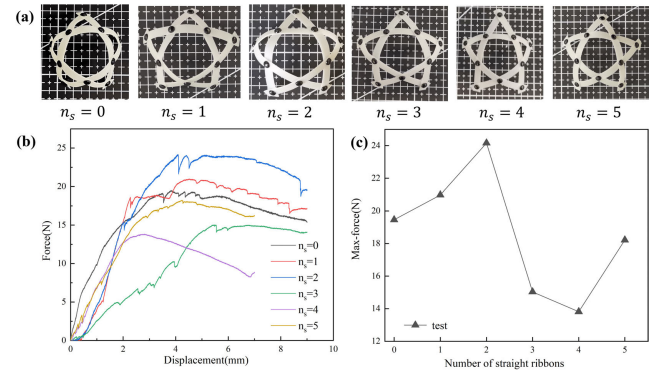 (a)
n_s = 0 n_s = 1 n_s = 2 n_s = 3 n_s = 4 n_s = 5
(b)
Force(N)
25
20
15
10
5
0
0 2 4 6 8 10
Displacement(mm)
n_s=0
n_s=1
n_s=2
n_s=3
n_s=4
n_s=5
(c)
Max-force(N)
24
22
20
18
16
14
12
0 1 2 3 4 5
Number of straight ribbons
test